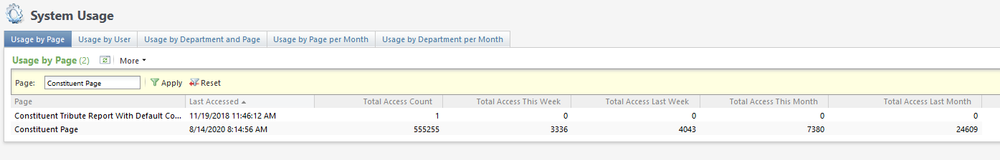 System Usage
Usage by Page Usage by User Usage by Department and Page Usage by Page per Month Usage by Department per Month
Usage by Page (2) More
Page: Constituent Page Apply Reset
Page Last Accessed Total Access Count Total Access This Week Total Access Last Week Total Access This Month Total Access Last Month
Constituent Tribute Report With Default Co... 11/19/2018 11:46:12 AM 1 0 0 0 0
Constituent Page 8/14/2020 8:14:56 AM 555255 3336 4043 7380 24609